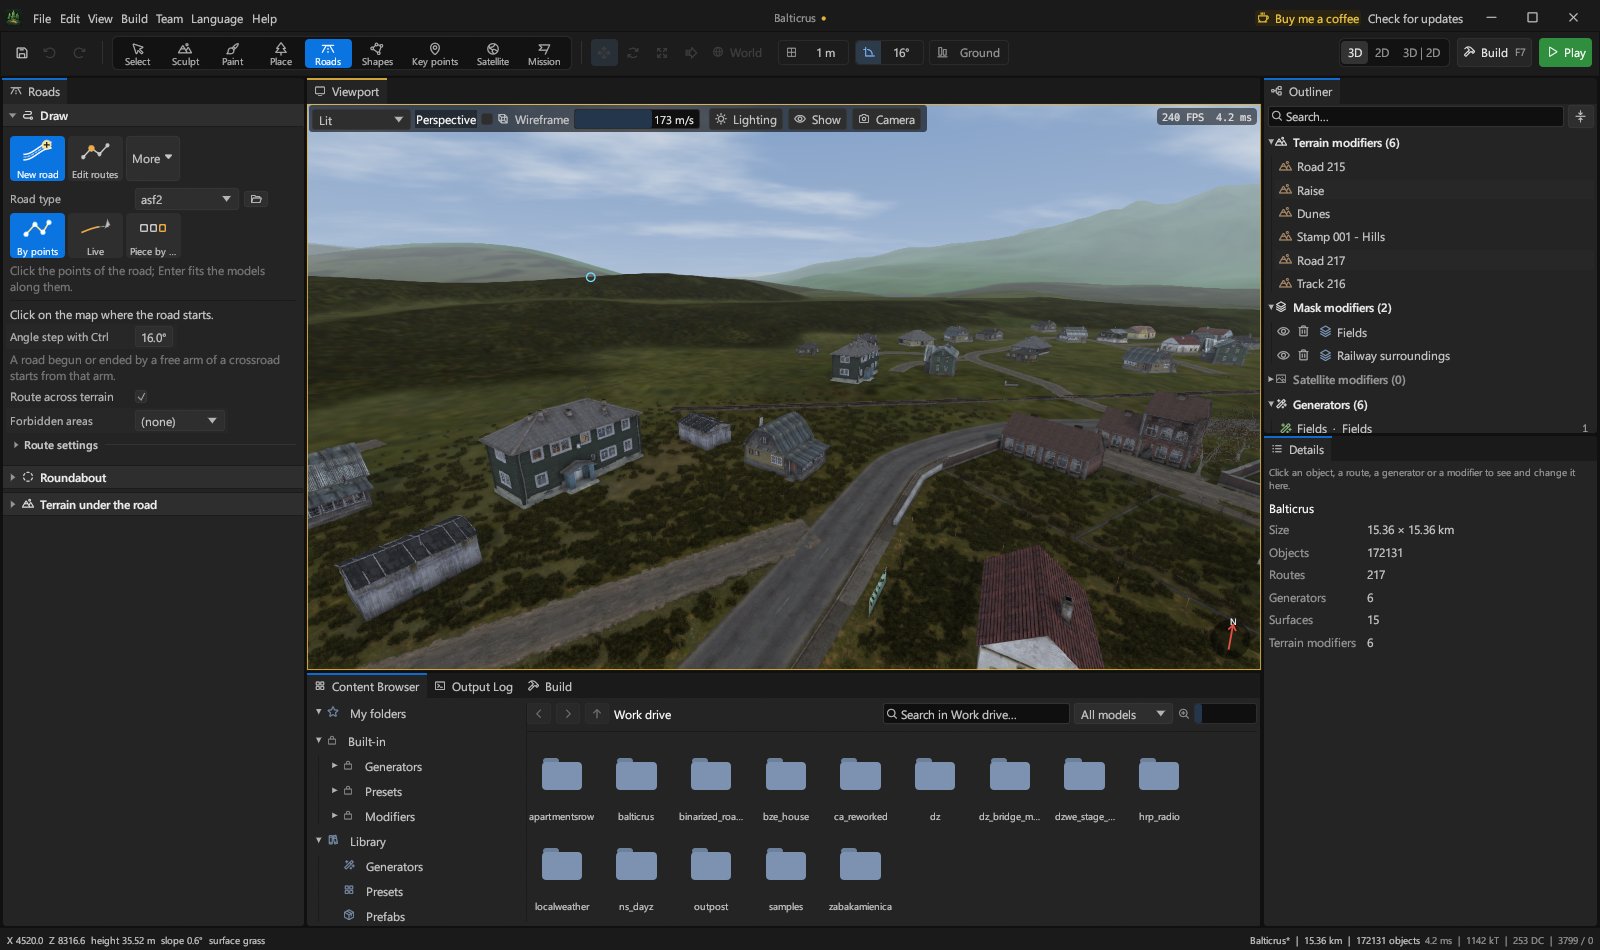 File Edit View Build Team Language Help
Balticrus
Buy me a coffee Check for updates
Select Sculpt Paint Place Roads Shapes Key points Satellite Mission
World 1 m 16° Ground
3D 2D 3D | 2D Build F7 Play
Roads
Draw
New road Edit routes More
Road type asf2
By points Live Piece by ...
Click the points of the road; Enter fits the models
along them.
Click on the map where the road starts.
Angle step with Ctrl 16.0°
A road begun or ended by a free arm of a crossroad
starts from that arm.
Route across terrain
Forbidden areas (none)
Route settings
Roundabout
Terrain under the road
Viewport
Lit Perspective Wireframe 173 m/s Lighting Show Camera
240 FPS 4.2 ms
N
Content Browser Output Log Build
My folders
Built-in
Generators
Presets
Modifiers
Library
Generators
Presets
Prefabs
Work drive
Search in Work drive... All models
apartmentsrow balticrus binarized_roa... bze_house ca_reworked dz dz_bridge_m... dzwe_stage_... hrp_radio
localweather ns_dayz outpost samples zabakamienica
Outliner
Search...
Terrain modifiers (6)
Road 215
Raise
Dunes
Stamp 001 - Hills
Road 217
Track 216
Mask modifiers (2)
Fields
Railway surroundings
Satellite modifiers (0)
Generators (6)
Fields · Fields 1
Details
Click an object, a route, a generator or a modifier to see and change it
here.
Balticrus
Size 15.36 × 15.36 km
Objects 172131
Routes 217
Generators 6
Surfaces 15
Terrain modifiers 6
X 4520.0 Z 8316.6 height 35.52 m slope 0.6° surface grass
Balticrus* | 15.36 km | 172131 objects 4.2 ms | 1142 kT | 253 DC | 3799 / 0